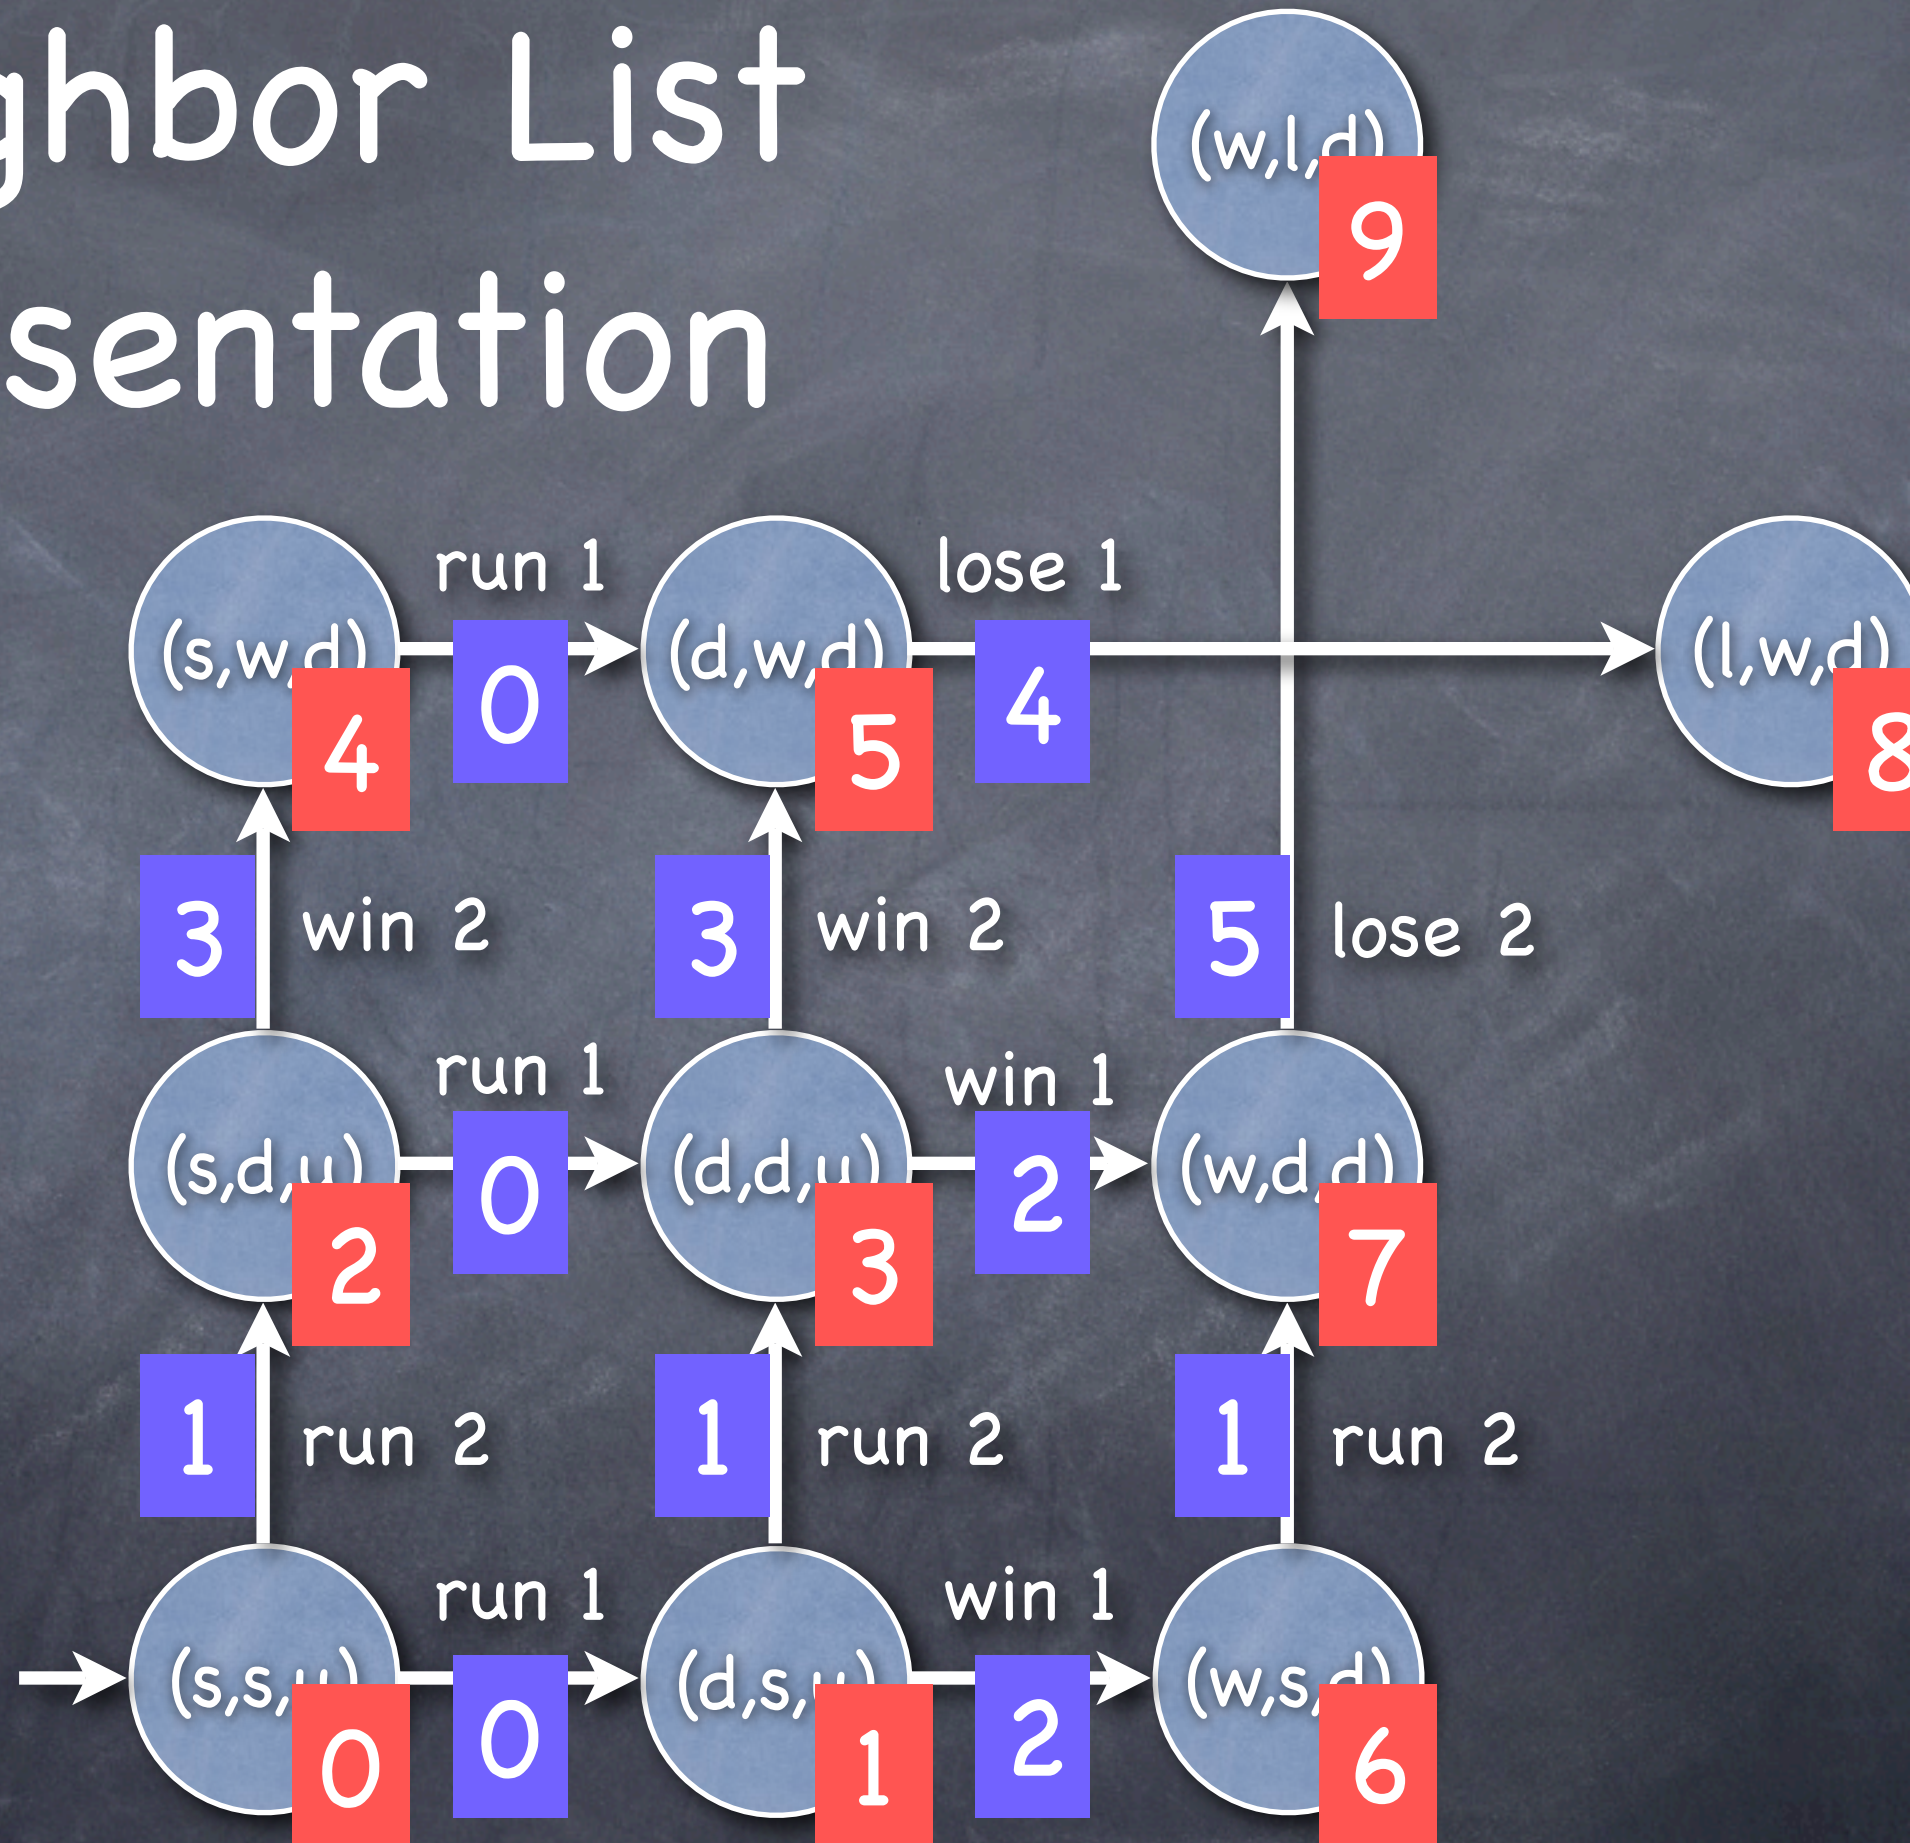 ghbor List
sentation
(w,l,d)
9
run 1
lose 1
(s,w,d)
(d,w,d)
(l,w,d)
4
0
5
4
8
3
win 2
3
win 2
5
lose 2
run 1
win 1
(s,d,u)
(d,d,u)
(w,d,d)
2
0
3
2
7
1
run 2
1
run 2
1
run 2
run 1
win 1
(s,s,u)
(d,s,u)
(w,s,d)
0
0
1
2
6